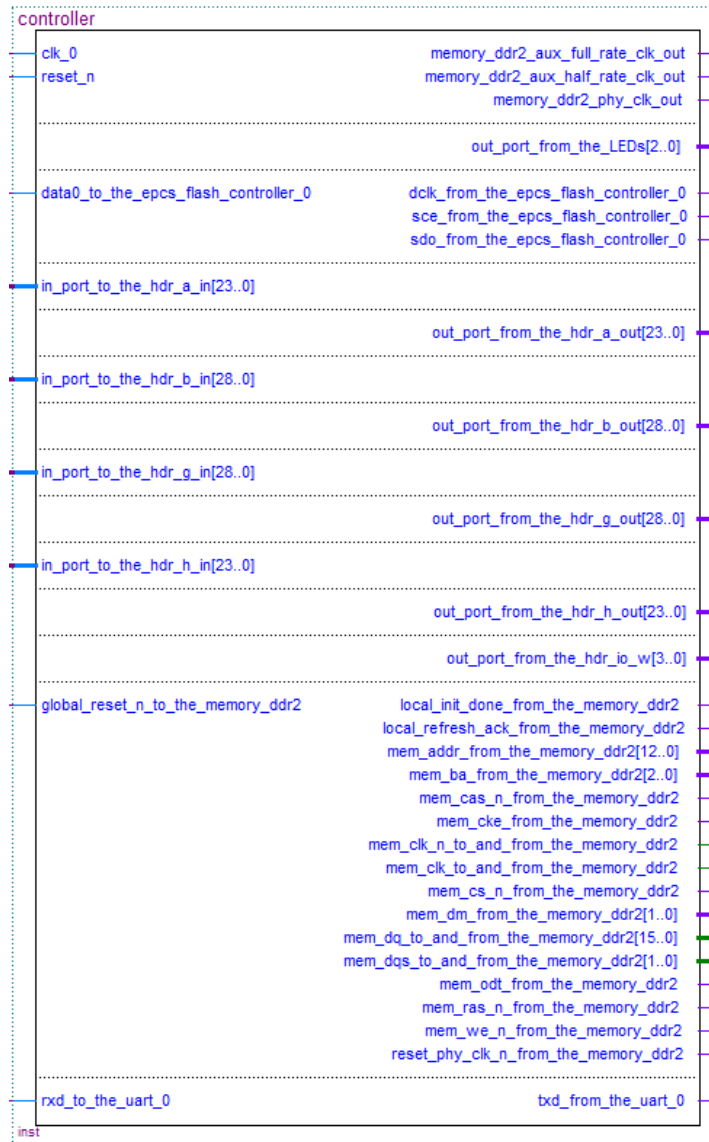 controller
clk_0 memory_ddr2_aux_full_rate_clk_out
reset_n memory_ddr2_aux_half_rate_clk_out
memory_ddr2_phy_clk_out
out_port_from_the_LEDs[2..0]
data0_to_the_epcs_flash_controller_0 dclk_from_the_epcs_flash_controller_0
sce_from_the_epcs_flash_controller_0
sdo_from_the_epcs_flash_controller_0
in_port_to_the_hdr_a_in[23..0]
out_port_from_the_hdr_a_out[23..0]
in_port_to_the_hdr_b_in[28..0]
out_port_from_the_hdr_b_out[28..0]
in_port_to_the_hdr_g_in[28..0]
out_port_from_the_hdr_g_out[28..0]
in_port_to_the_hdr_h_in[23..0]
out_port_from_the_hdr_h_out[23..0]
out_port_from_the_hdr_io_w[3..0]
global_reset_n_to_the_memory_ddr2 local_init_done_from_the_memory_ddr2
local_refresh_ack_from_the_memory_ddr2
mem_addr_from_the_memory_ddr2[12..0]
mem_ba_from_the_memory_ddr2[2..0]
mem_cas_n_from_the_memory_ddr2
mem_cke_from_the_memory_ddr2
mem_clk_n_to_and_from_the_memory_ddr2
mem_clk_to_and_from_the_memory_ddr2
mem_cs_n_from_the_memory_ddr2
mem_dm_from_the_memory_ddr2[1..0]
mem_dq_to_and_from_the_memory_ddr2[15..0]
mem_dqs_to_and_from_the_memory_ddr2[1..0]
mem_odt_from_the_memory_ddr2
mem_ras_n_from_the_memory_ddr2
mem_we_n_from_the_memory_ddr2
reset_phy_clk_n_from_the_memory_ddr2
rxd_to_the_uart_0 txd_from_the_uart_0
inst